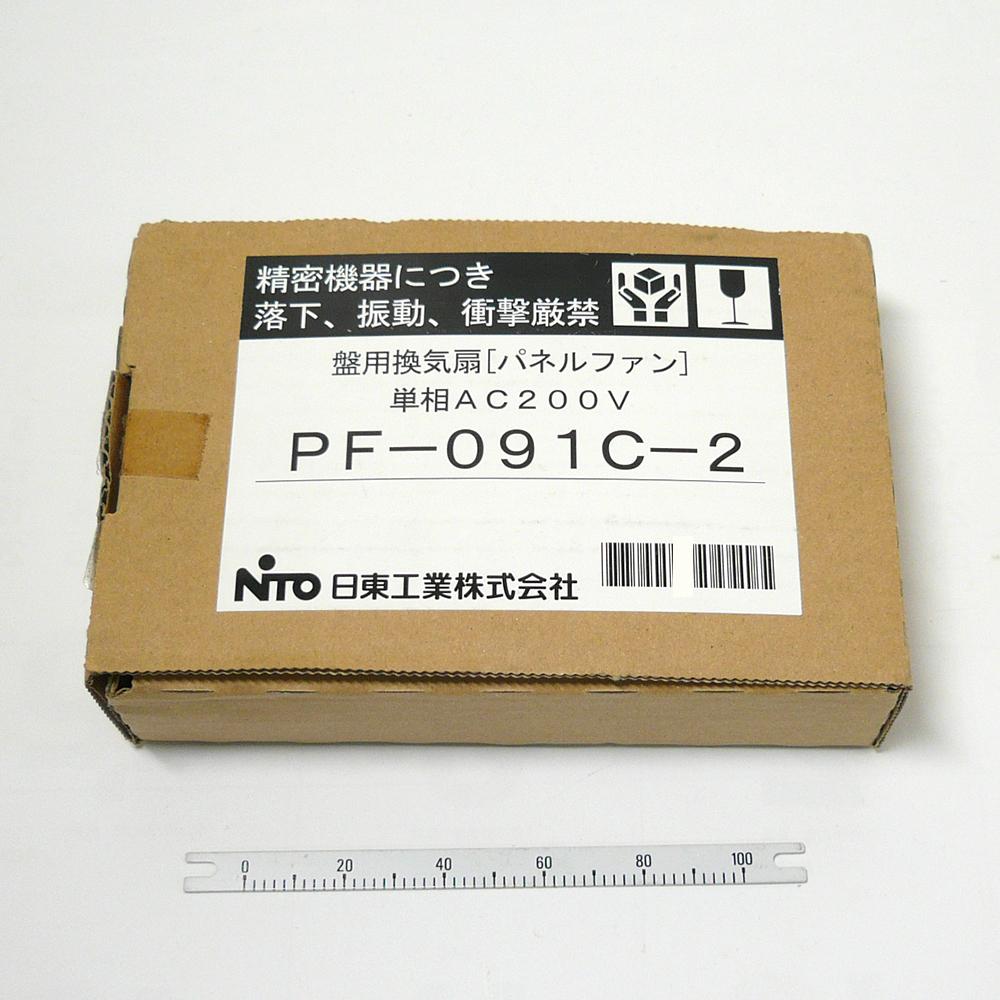 精密機器につき
落下、振動、衝撃厳禁
盤用換気扇[パネルファン]
単相AC200V
PF－091C－2
NITO 日東工業株式会社
0 20 40 60 80 100